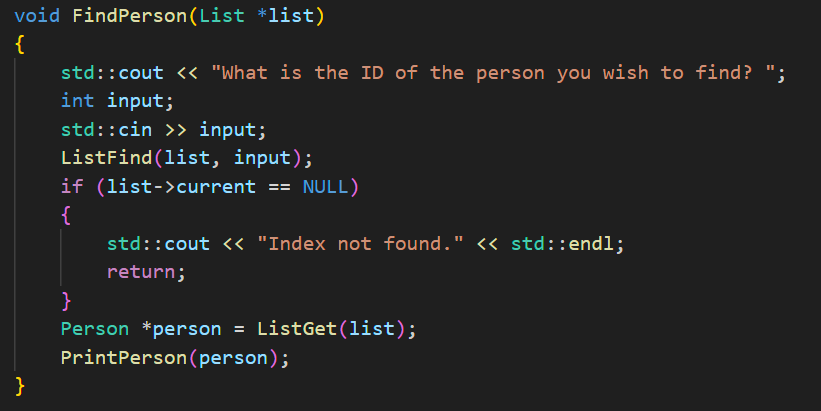 void FindPerson(List *list)
{
    std::cout << "What is the ID of the person you wish to find? ";
    int input;
    std::cin >> input;
    ListFind(list, input);
    if (list->current == NULL)
    {
        std::cout << "Index not found." << std::endl;
        return;
    }
    Person *person = ListGet(list);
    PrintPerson(person);
}